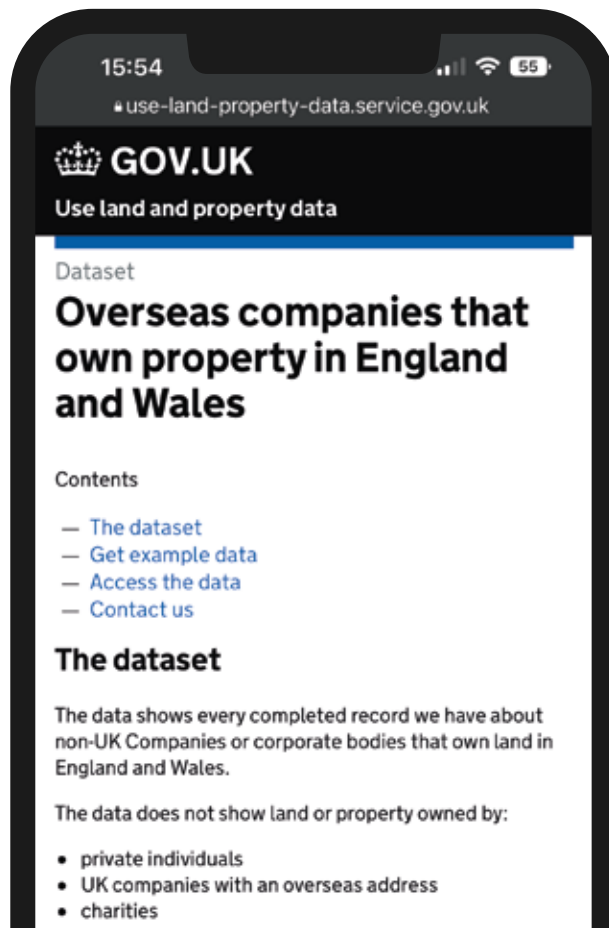 15:54
55
use-land-property-data.service.gov.uk
GOV.UK
Use land and property data
Dataset
Overseas companies that
own property in England
and Wales
Contents
— The dataset
— Get example data
— Access the data
— Contact us
The dataset
The data shows every completed record we have about
non-UK Companies or corporate bodies that own land in
England and Wales.
The data does not show land or property owned by:
• private individuals
• UK companies with an overseas address
• charities